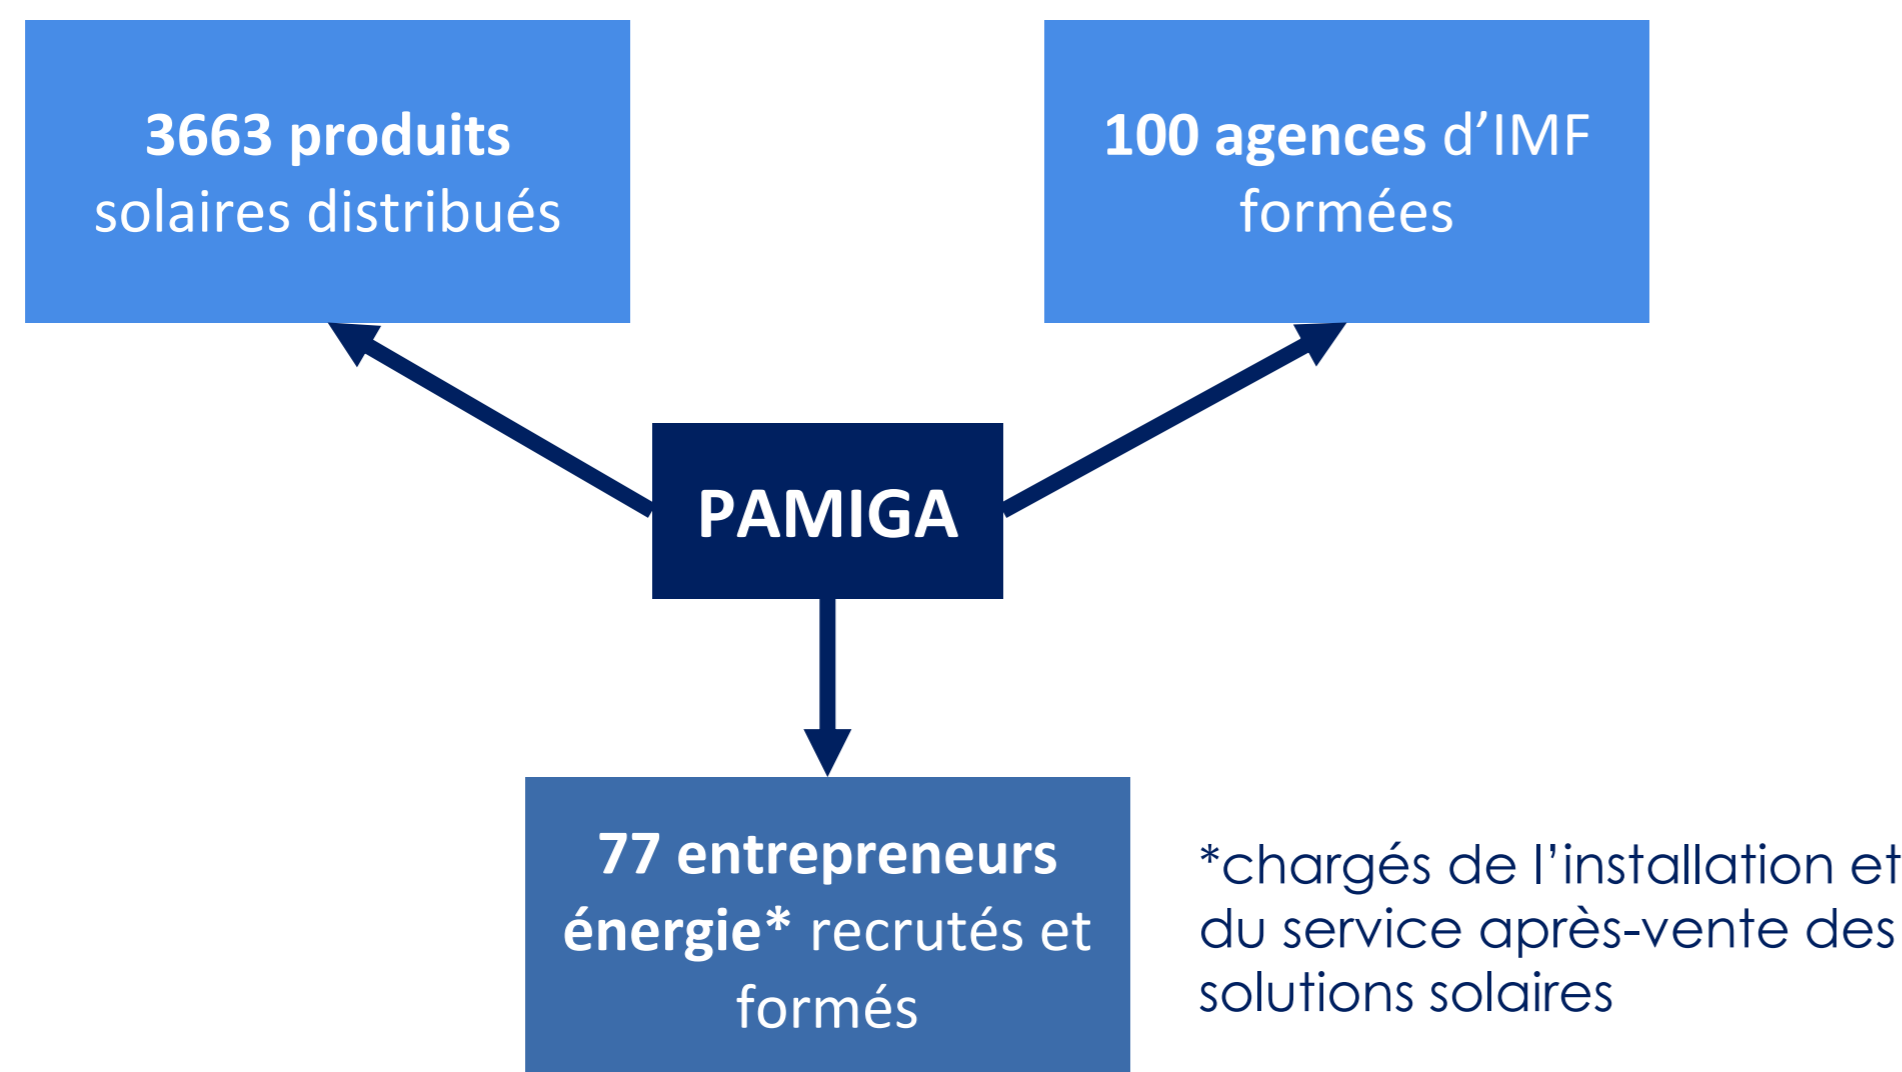 3663 produits
solaires distribués
100 agences d’IMF
formées
PAMIGA
77 entrepreneurs
énergie* recrutés et
formés
*chargés de l’installation et
du service après-vente des
solutions solaires